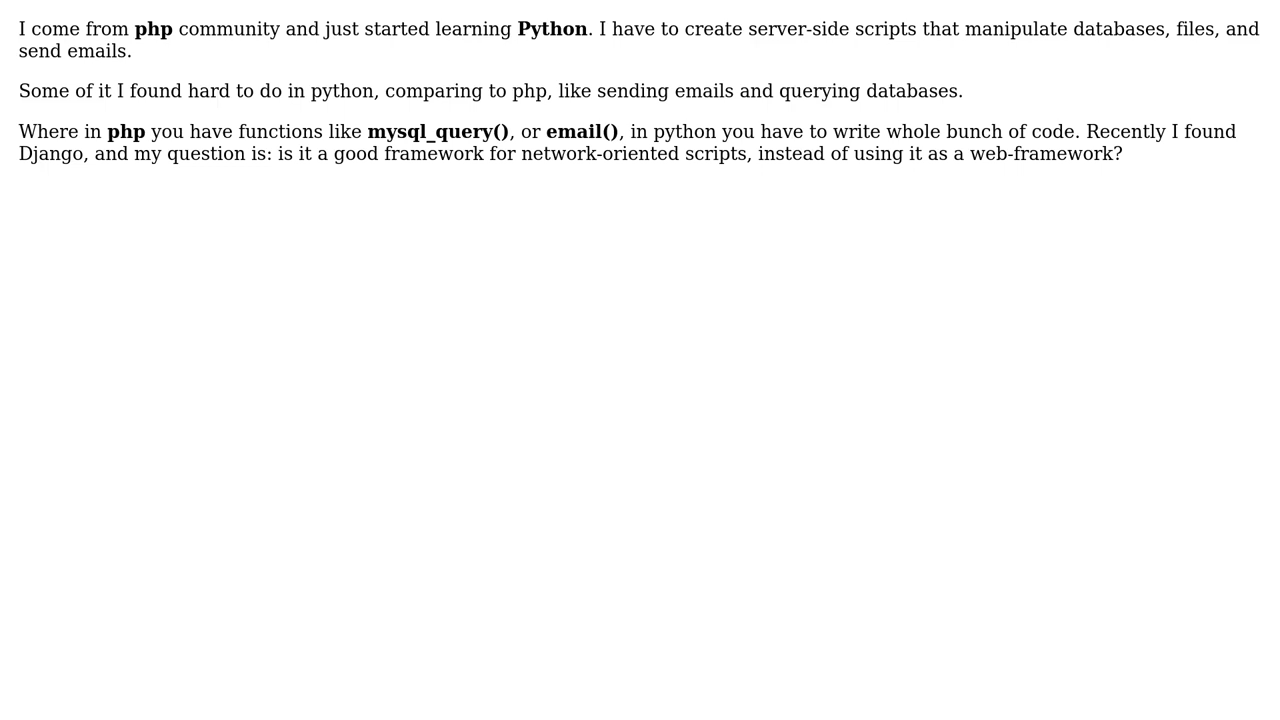 I come from php community and just started learning Python. I have to create server-side scripts that manipulate databases, files, and
send emails.
Some of it I found hard to do in python, comparing to php, like sending emails and querying databases.
Where in php you have functions like mysql_query(), or email(), in python you have to write whole bunch of code. Recently I found
Django, and my question is: is it a good framework for network-oriented scripts, instead of using it as a web-framework?